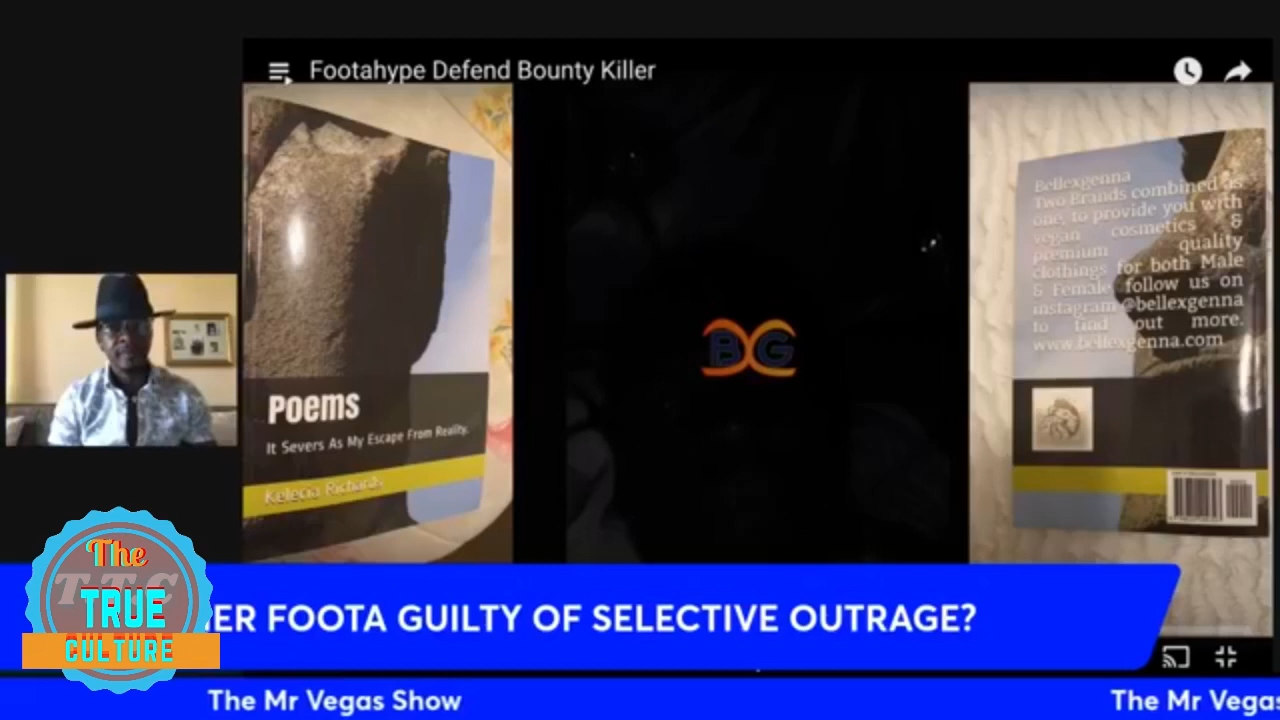 Footahype Defend Bounty Killer
Poems
It Severs As My Escape From Reality.
Kelecia Richards
BG
Bellexgenna
Two Brands combined as
one, to provide you with
vegan cosmetics &
premium quality
clothings for both Male
& Female, follow us on
instagram @bellexgenna
to find out more.
www.bellexgenna.com
The
T.T.C
TRUE
CULTURE
ER FOOTA GUILTY OF SELECTIVE OUTRAGE?
The Mr Vegas Show
The Mr Vegas